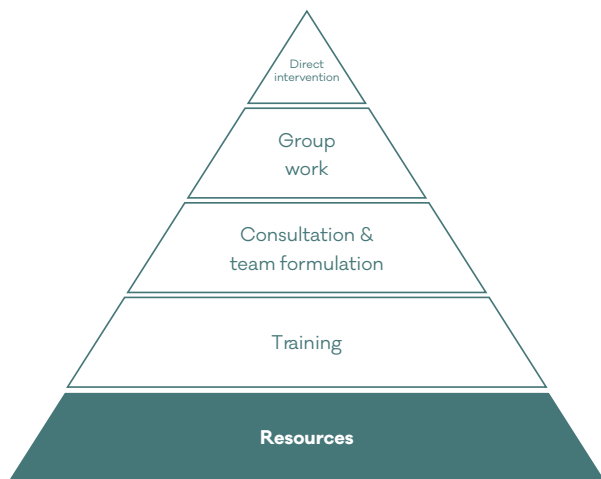 Direct
intervention
Group
work
Consultation &
team formulation
Training
Resources